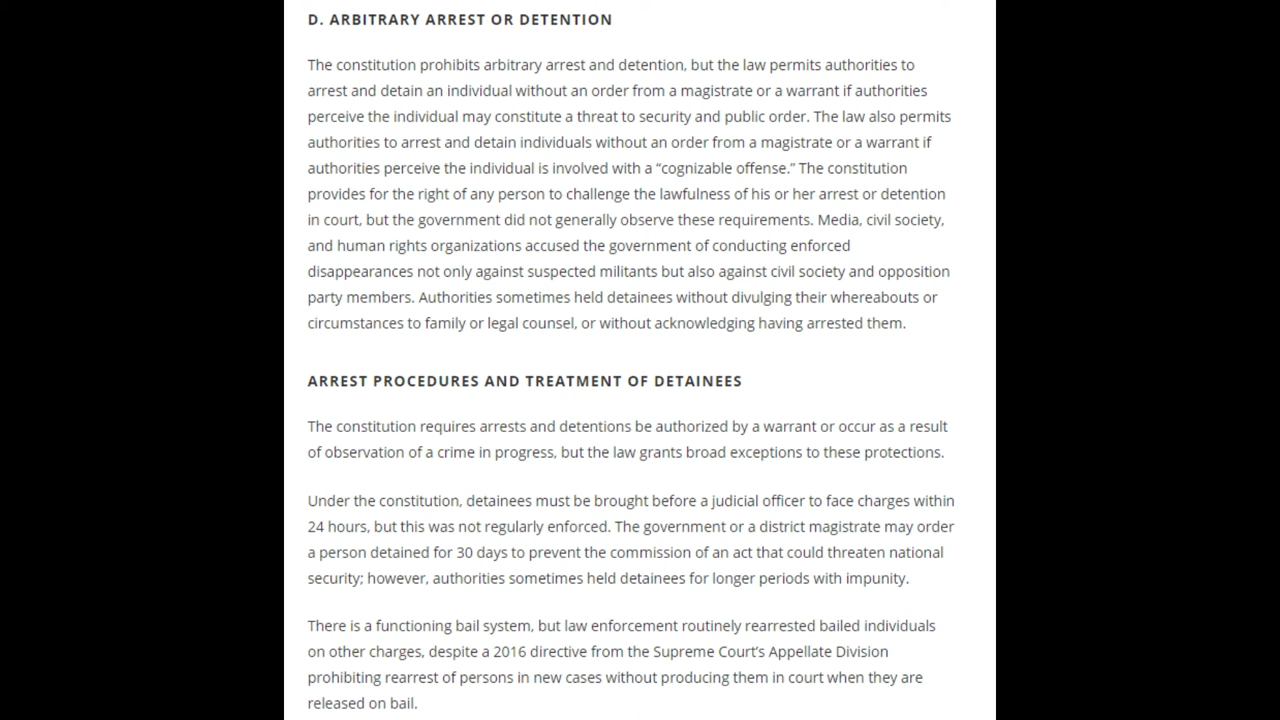 D. ARBITRARY ARREST OR DETENTION
The constitution prohibits arbitrary arrest and detention, but the law permits authorities to
arrest and detain an individual without an order from a magistrate or a warrant if authorities
perceive the individual may constitute a threat to security and public order. The law also permits
authorities to arrest and detain individuals without an order from a magistrate or a warrant if
authorities perceive the individual is involved with a “cognizable offense.” The constitution
provides for the right of any person to challenge the lawfulness of his or her arrest or detention
in court, but the government did not generally observe these requirements. Media, civil society,
and human rights organizations accused the government of conducting enforced
disappearances not only against suspected militants but also against civil society and opposition
party members. Authorities sometimes held detainees without divulging their whereabouts or
circumstances to family or legal counsel, or without acknowledging having arrested them.
ARREST PROCEDURES AND TREATMENT OF DETAINEES
The constitution requires arrests and detentions be authorized by a warrant or occur as a result
of observation of a crime in progress, but the law grants broad exceptions to these protections.
Under the constitution, detainees must be brought before a judicial officer to face charges within
24 hours, but this was not regularly enforced. The government or a district magistrate may order
a person detained for 30 days to prevent the commission of an act that could threaten national
security; however, authorities sometimes held detainees for longer periods with impunity.
There is a functioning bail system, but law enforcement routinely rearrested bailed individuals
on other charges, despite a 2016 directive from the Supreme Court’s Appellate Division
prohibiting rearrest of persons in new cases without producing them in court when they are
released on bail.